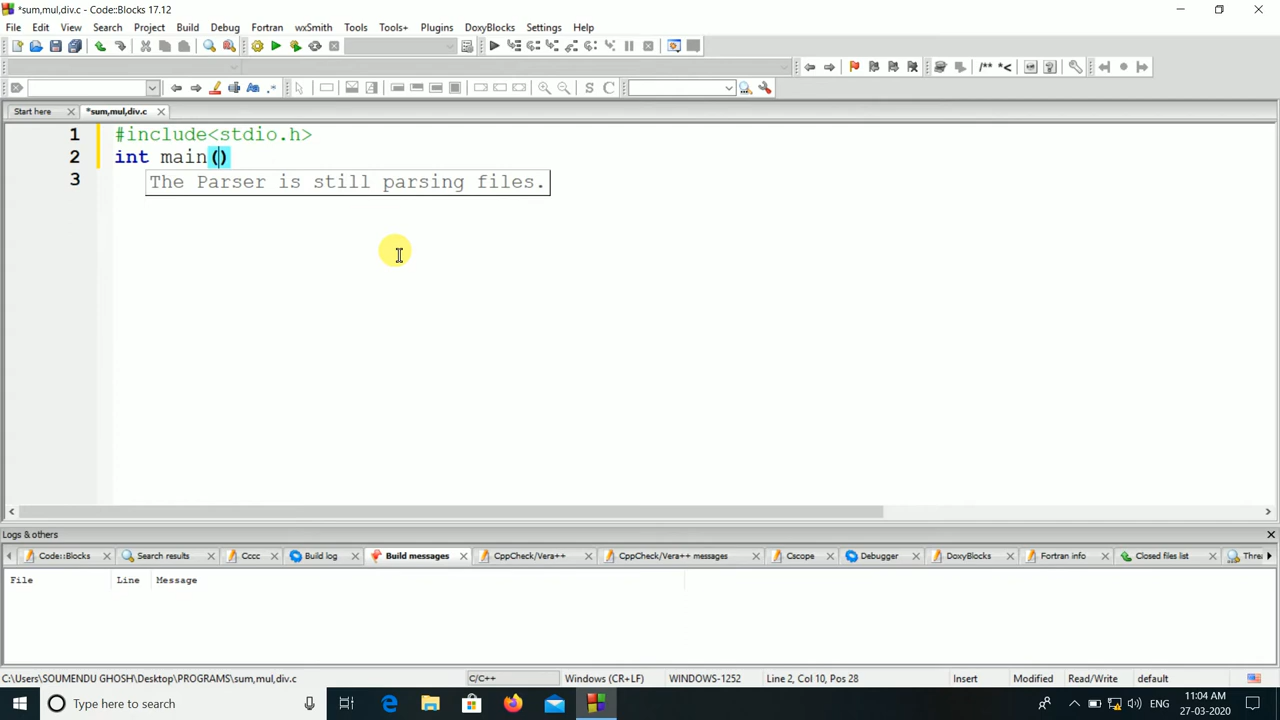 *sum,mul,div.c - Code::Blocks 17.12
File Edit View Search Project Build Debug Fortran wxSmith Tools Tools+ Plugins DoxyBlocks Settings Help
/** *<
S C
Start here *sum,mul,div.c
1 #include<stdio.h>
2 int main()
3
The Parser is still parsing files.
Logs & others
Code::Blocks Search results Cccc Build log Build messages CppCheck/Vera++ CppCheck/Vera++ messages Cscope Debugger DoxyBlocks Fortran info Closed files list Threa
File Line Message
C:\Users\SOUMENDU GHOSH\Desktop\PROGRAMS\sum,mul,div.c C/C++ Windows (CR+LF) WINDOWS-1252 Line 2, Col 10, Pos 28 Insert Modified Read/Write default
Type here to search ENG 11:04 AM
27-03-2020